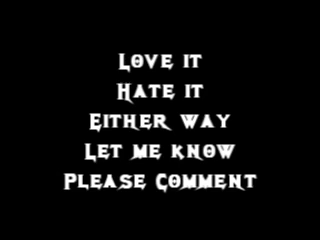 Love it
Hate it
Either way
Let me know
Please Comment